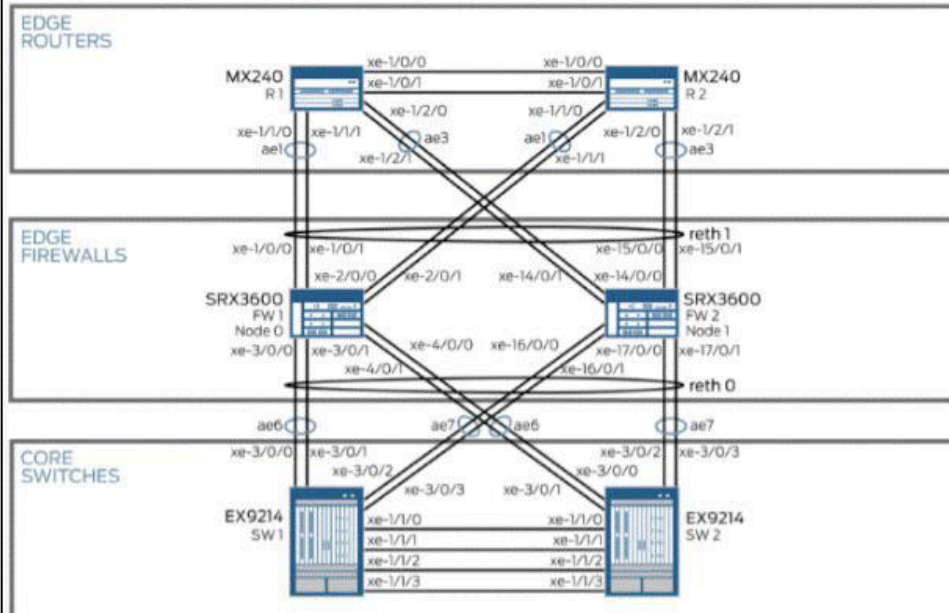 EDGE
ROUTERS
xe-1/0/0 xe-1/0/0
MX240 xe-1/0/1 xe-1/0/1 MX240
R 1 R 2
xe-1/2/0 xe-1/1/0
xe-1/1/0 xe-1/1/1 ae3 ae1 xe-1/2/0 xe-1/2/1
ae1 xe-1/2/1 xe-1/1/1 ae3
EDGE
FIREWALLS
reth 1
xe-1/0/0 xe-1/0/1 xe-15/0/0 xe-15/0/1
xe-2/0/0 xe-2/0/1 xe-14/0/1 xe-14/0/0
SRX3600 SRX3600
FW 1 FW 2
Node 0 Node 1
xe-3/0/0 xe-3/0/1 xe-4/0/0 xe-16/0/0 xe-17/0/0 xe-17/0/1
xe-4/0/1 xe-16/0/1
reth 0
ae6 ae7 ae6 ae7
CORE
SWITCHES
xe-3/0/0 xe-3/0/1 xe-3/0/2 xe-3/0/3
xe-3/0/2 xe-3/0/0
xe-3/0/3 xe-3/0/1
EX9214 xe-1/1/0 xe-1/1/0 EX9214
SW 1 xe-1/1/1 xe-1/1/1 SW 2
xe-1/1/2 xe-1/1/2
xe-1/1/3 xe-1/1/3